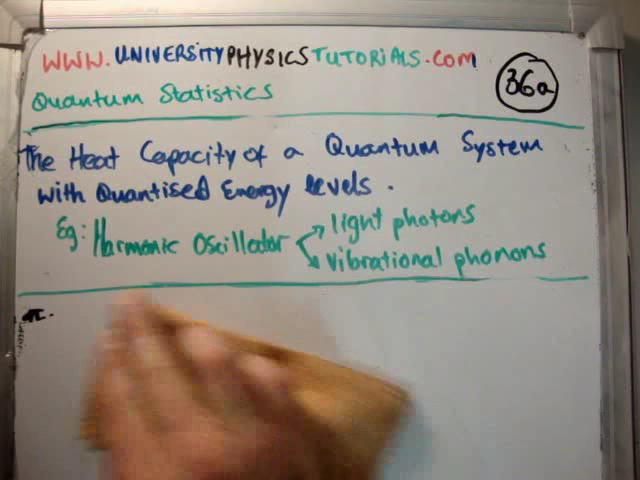 WWW.UNIVERSITYPHYSICSTUTORIALS.COM
36a
Quantum Statistics
The Heat Capacity of a Quantum System
with Quantised Energy levels.
Eg: Harmonic Oscillator light photons
vibrational phonons